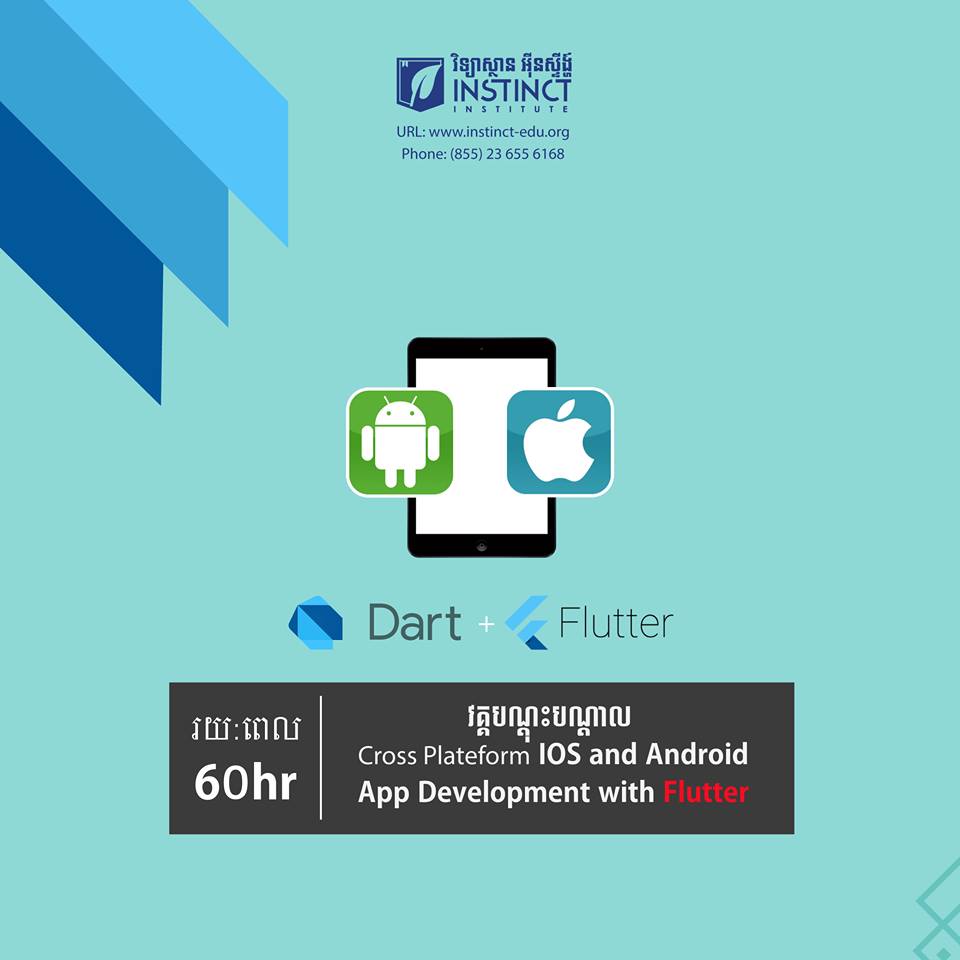 វិទ្យាស្ថាន អ៊ីនស្ទីង្ហ៍
INSTINCT
INSTITUTE
URL: www.instinct-edu.org
Phone: (855) 23 655 6168
Dart + Flutter
រយ:ពេល
60hr
វគ្គបណ្តុះបណ្តាល
Cross Plateform IOS and Android
App Development with Flutter